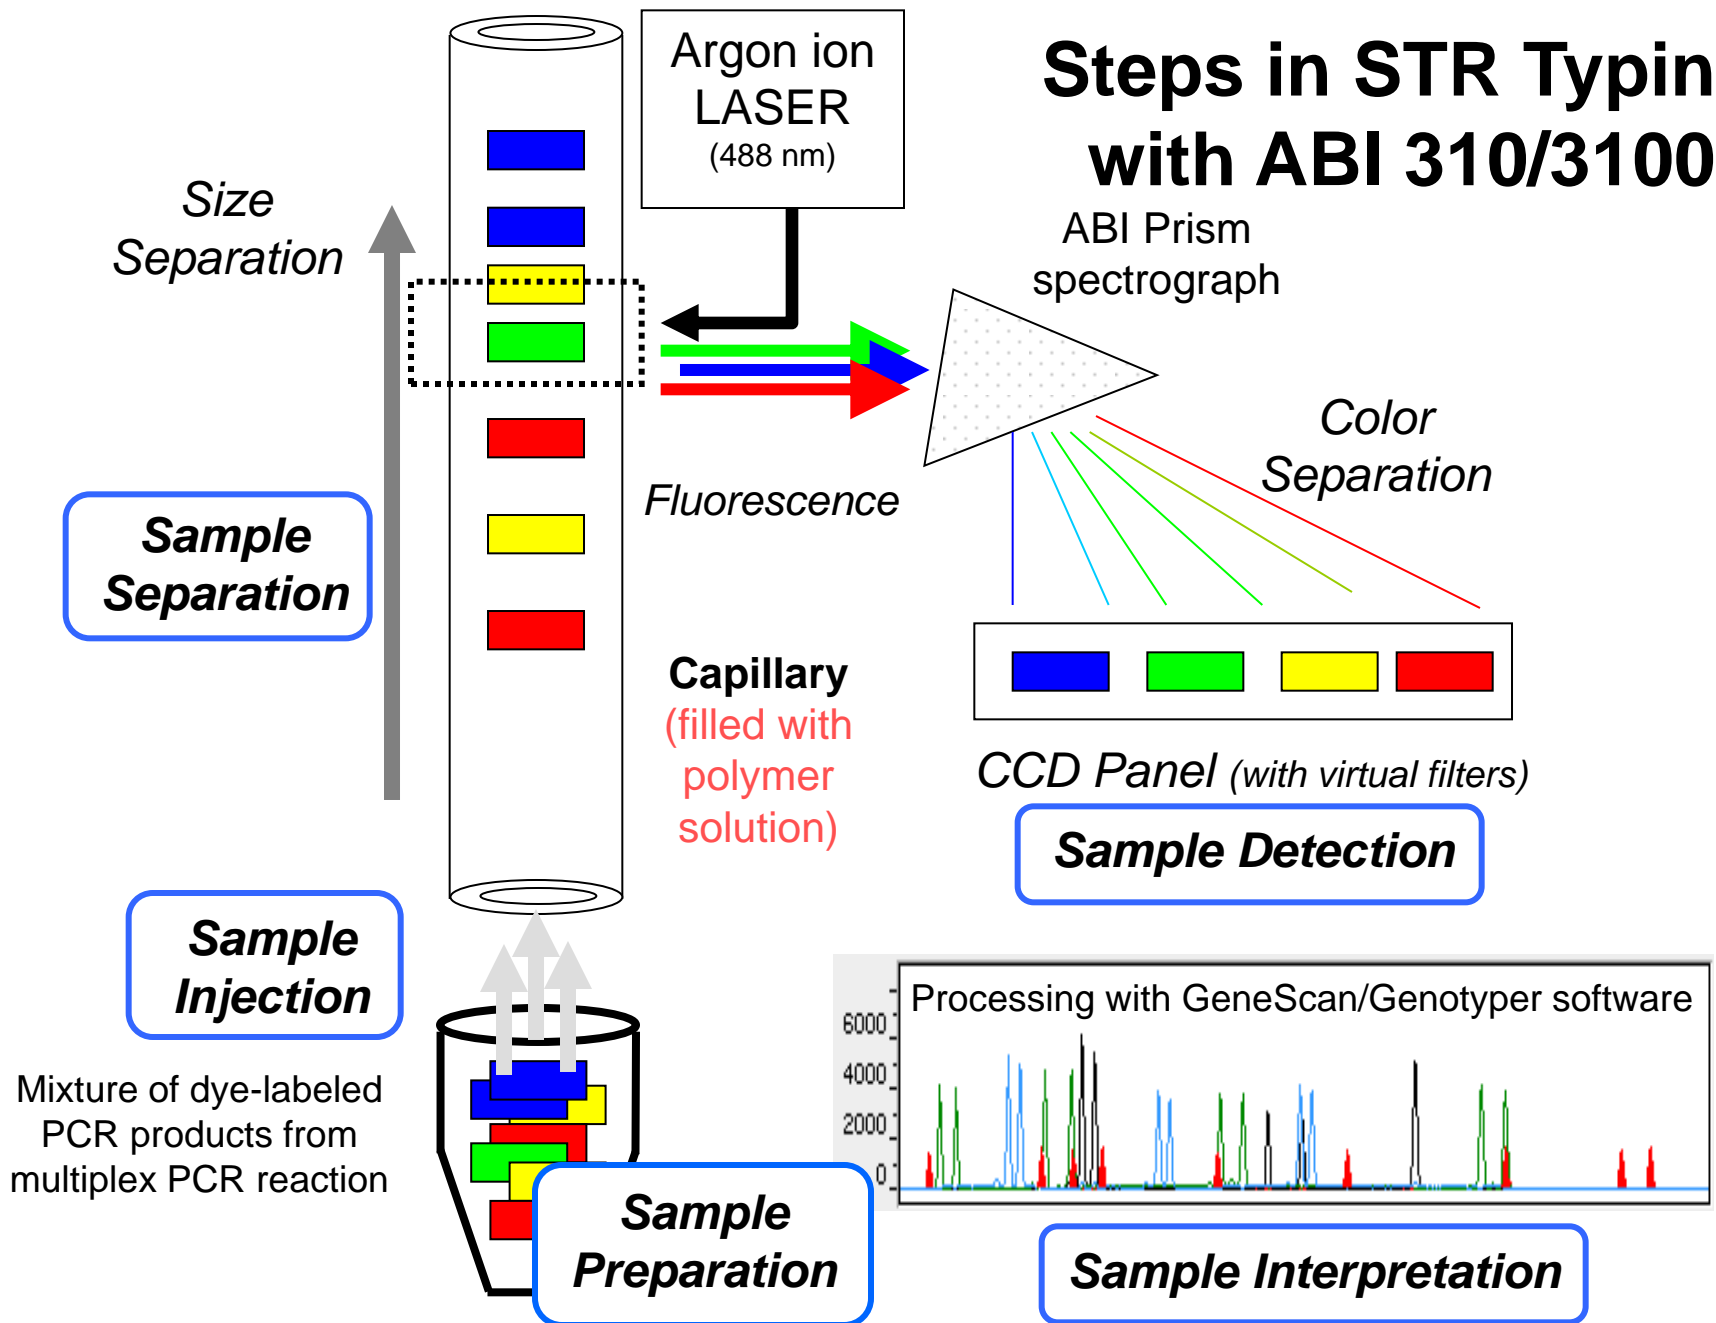 Steps in STR Typin
with ABI 310/3100
Argon ion
LASER
(488 nm)
Size
Separation
ABI Prism
spectrograph
Color
Separation
Fluorescence
Sample
Separation
Capillary
(filled with
polymer
solution)
CCD Panel (with virtual filters)
Sample Detection
Sample
Injection
Mixture of dye-labeled
PCR products from
multiplex PCR reaction
Sample
Preparation
Processing with GeneScan/Genotyper software
6000
4000
2000
0
Sample Interpretation